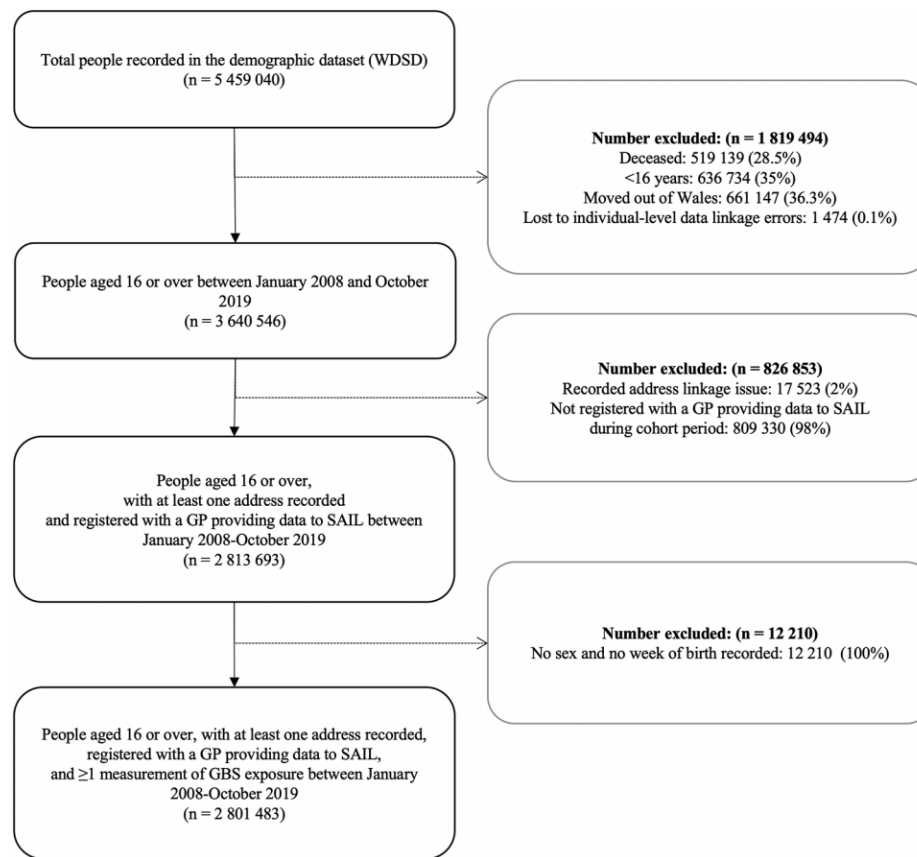 Total people recorded in the demographic dataset (WDSD)
(n = 5 459 040)
Number excluded: (n = 1 819 494)
Deceased: 519 139 (28.5%)
<16 years: 636 734 (35%)
Moved out of Wales: 661 147 (36.3%)
Lost to individual-level data linkage errors: 1 474 (0.1%)
People aged 16 or over between January 2008 and October
2019
(n = 3 640 546)
Number excluded: (n = 826 853)
Recorded address linkage issue: 17 523 (2%)
Not registered with a GP providing data to SAIL
during cohort period: 809 330 (98%)
People aged 16 or over,
with at least one address recorded
and registered with a GP providing data to SAIL between
January 2008-October 2019
(n = 2 813 693)
Number excluded: (n = 12 210)
No sex and no week of birth recorded: 12 210 (100%)
People aged 16 or over, with at least one address recorded,
registered with a GP providing data to SAIL,
and ≥1 measurement of GBS exposure between January
2008-October 2019
(n = 2 801 483)